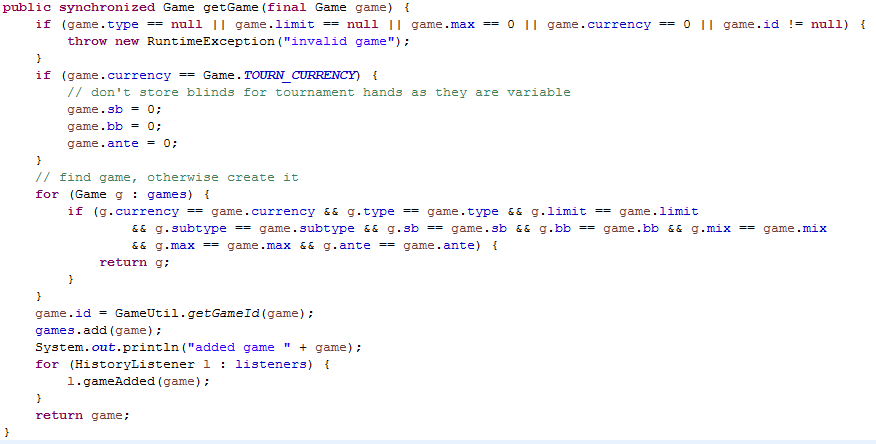 public synchronized Game getGame(final Game game) {
    if (game.type == null || game.limit == null || game.max == 0 || game.currency == 0 || game.id != null) {
        throw new RuntimeException("invalid game");
    }
    if (game.currency == Game.TOURN_CURRENCY) {
        // don't store blinds for tournament hands as they are variable
        game.sb = 0;
        game.bb = 0;
        game.ante = 0;
    }
    // find game, otherwise create it
    for (Game g : games) {
        if (g.currency == game.currency && g.type == game.type && g.limit == game.limit
                && g.subtype == game.subtype && g.sb == game.sb && g.bb == game.bb && g.mix == game.mix
                && g.max == game.max && g.ante == game.ante) {
            return g;
        }
    }
    game.id = GameUtil.getGameId(game);
    games.add(game);
    System.out.println("added game " + game);
    for (HistoryListener l : listeners) {
        l.gameAdded(game);
    }
    return game;
}